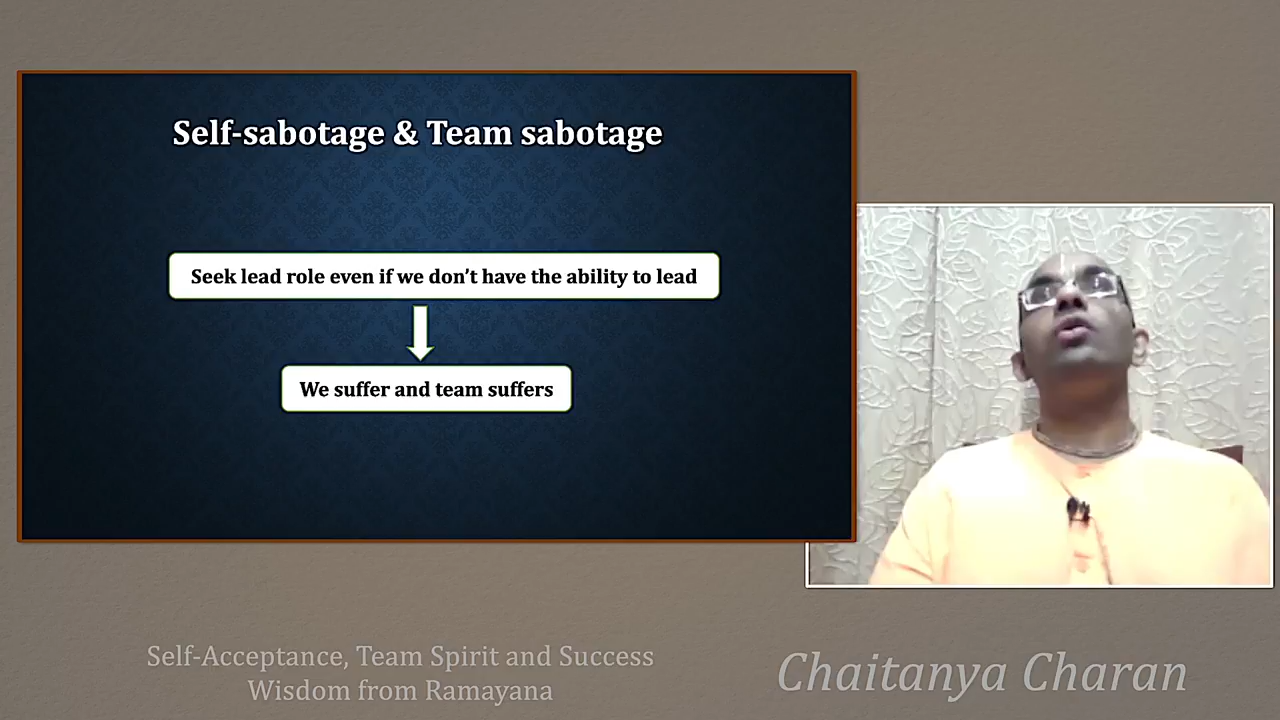 Self-sabotage & Team sabotage
Seek lead role even if we don't have the ability to lead
We suffer and team suffers
Self-Acceptance, Team Spirit and Success
Wisdom from Ramayana
Chaitanya Charan